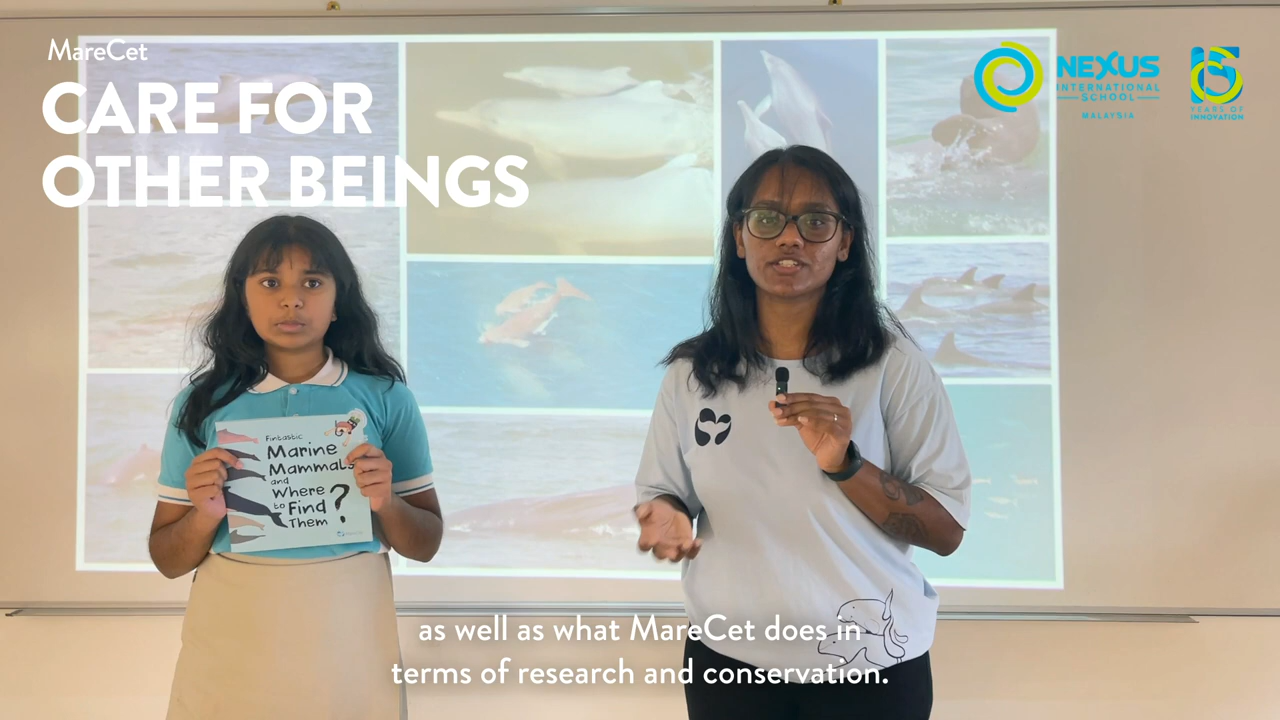 MareCet
CARE FOR
OTHER BEINGS
NEXUS
INTERNATIONAL
SCHOOL
MALAYSIA
15
YEARS OF
INNOVATION
Fintastic
Marine
Mammals
and
Where
to Find
Them?
as well as what MareCet does in
terms of research and conservation.